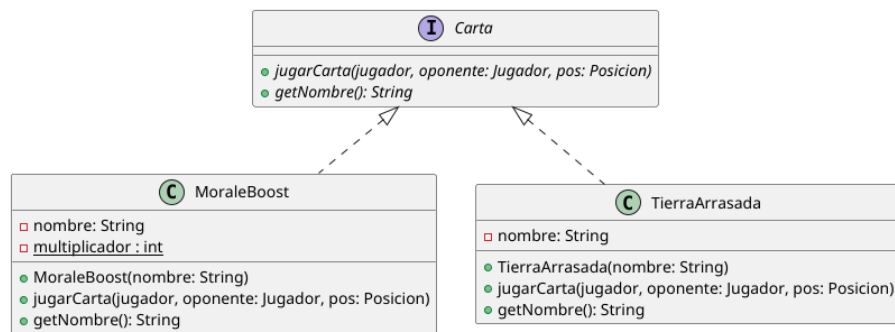 I Carta
+ jugarCarta(jugador, oponente: Jugador, pos: Posicion)
+ getNombre(): String
C MoraleBoost
nombre: String
multiplicador : int
+ MoraleBoost(nombre: String)
+ jugarCarta(jugador, oponente: Jugador, pos: Posicion)
+ getNombre(): String
C TierraArrasada
nombre: String
+ TierraArrasada(nombre: String)
+ jugarCarta(jugador, oponente: Jugador, pos: Posicion)
+ getNombre(): String